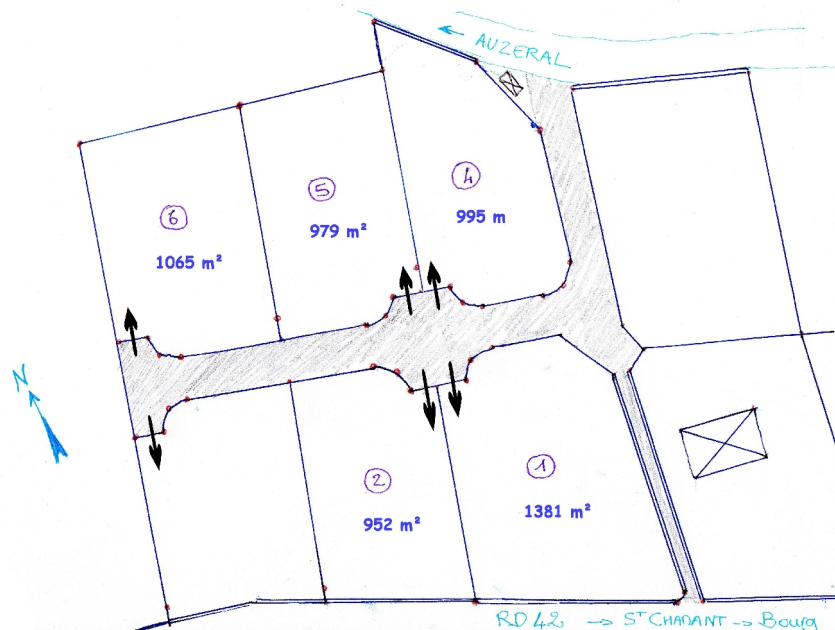 ← AUZERAL
4
995 m
5
979 m²
6
1065 m²
N
1
1381 m²
2
952 m²
RD 42 → ST CHAMANT → Bourg